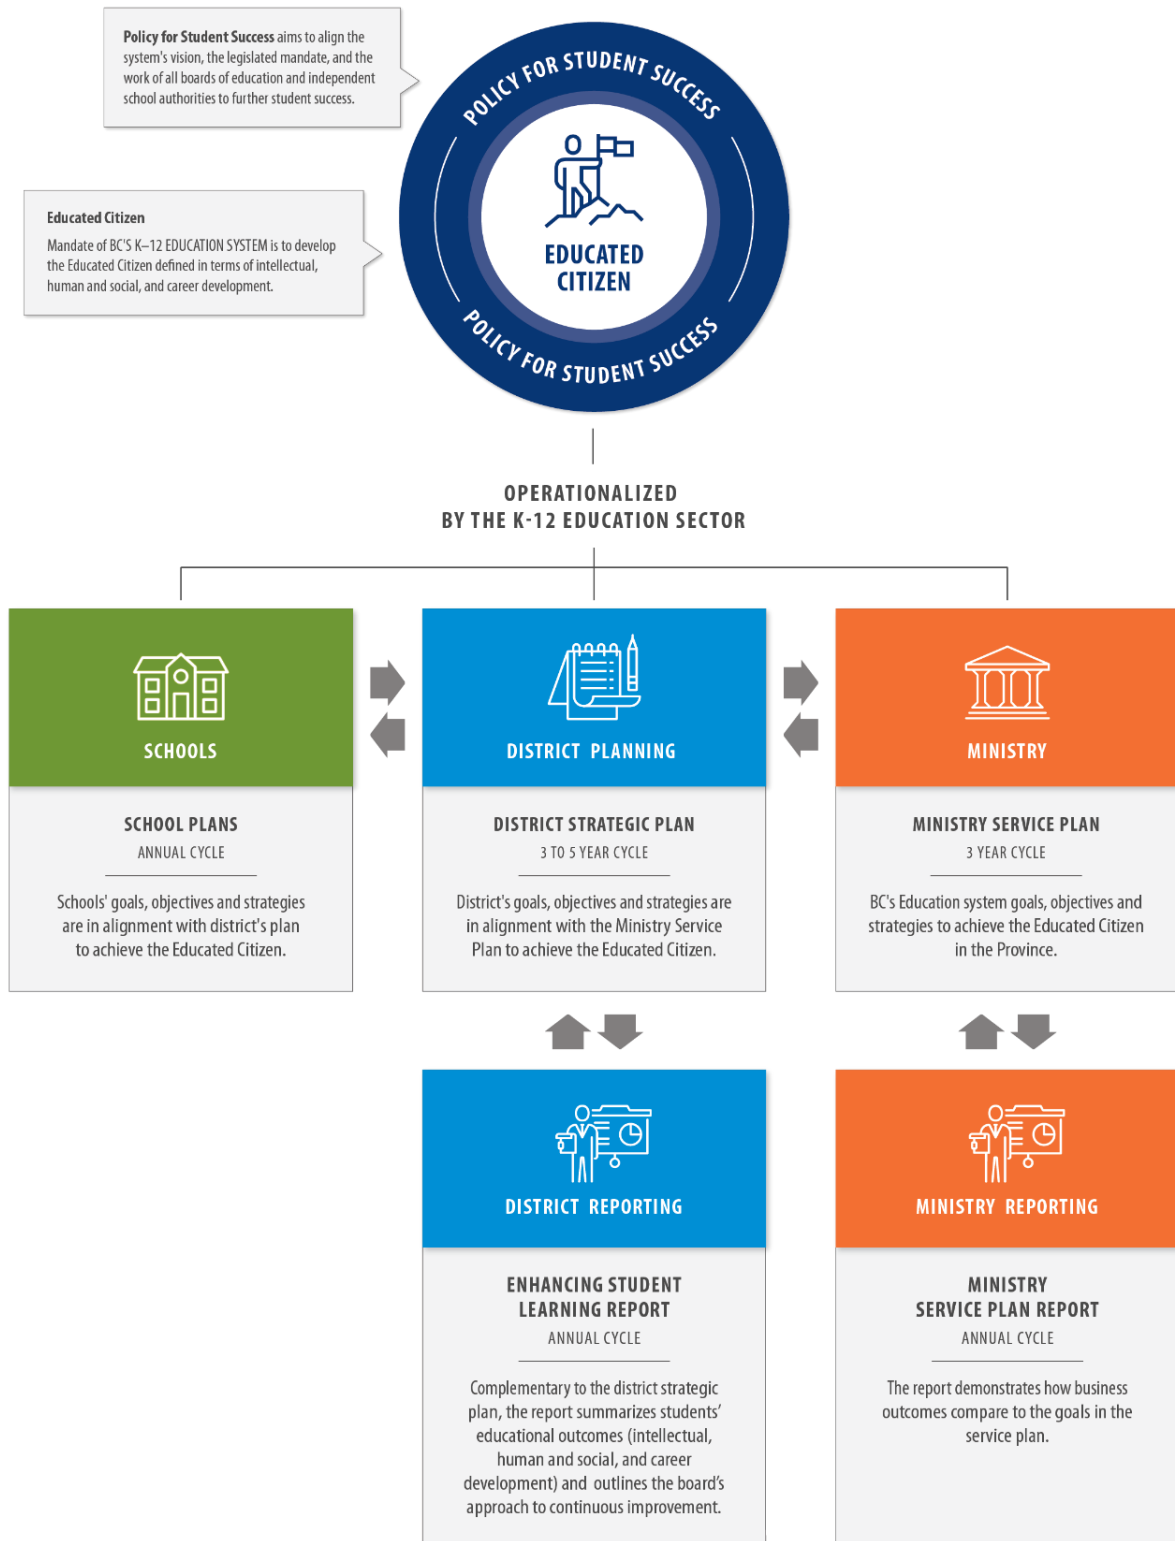 Policy for Student Success aims to align the
system's vision, the legislated mandate, and the
work of all boards of education and independent
school authorities to further student success.
POLICY FOR STUDENT SUCCESS
EDUCATED
CITIZEN
POLICY FOR STUDENT SUCCESS
Educated Citizen
Mandate of BC'S K–12 EDUCATION SYSTEM is to develop
the Educated Citizen defined in terms of intellectual,
human and social, and career development.
OPERATIONALIZED
BY THE K-12 EDUCATION SECTOR
SCHOOLS
SCHOOL PLANS
ANNUAL CYCLE
Schools' goals, objectives and strategies
are in alignment with district's plan
to achieve the Educated Citizen.
DISTRICT PLANNING
DISTRICT STRATEGIC PLAN
3 TO 5 YEAR CYCLE
District's goals, objectives and strategies are
in alignment with the Ministry Service
Plan to achieve the Educated Citizen.
MINISTRY
MINISTRY SERVICE PLAN
3 YEAR CYCLE
BC's Education system goals, objectives and
strategies to achieve the Educated Citizen
in the Province.
DISTRICT REPORTING
ENHANCING STUDENT
LEARNING REPORT
ANNUAL CYCLE
Complementary to the district strategic
plan, the report summarizes students'
educational outcomes (intellectual,
human and social, and career
development) and outlines the board's
approach to continuous improvement.
MINISTRY REPORTING
MINISTRY
SERVICE PLAN REPORT
ANNUAL CYCLE
The report demonstrates how business
outcomes compare to the goals in the
service plan.